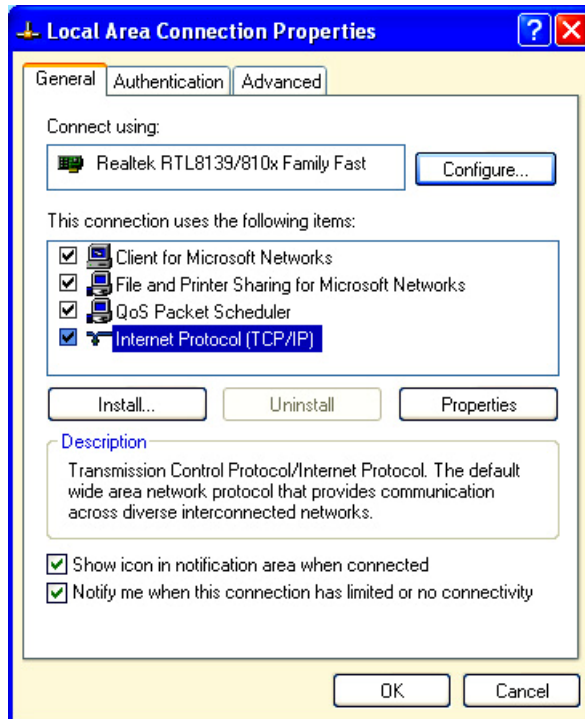 Local Area Connection Properties
General Authentication Advanced
Connect using:
Realtek RTL8139/810x Family Fast
Configure...
This connection uses the following items:
Client for Microsoft Networks
File and Printer Sharing for Microsoft Networks
QoS Packet Scheduler
Internet Protocol (TCP/IP)
Install... Uninstall Properties
Description
Transmission Control Protocol/Internet Protocol. The default
wide area network protocol that provides communication
across diverse interconnected networks.
Show icon in notification area when connected
Notify me when this connection has limited or no connectivity
OK Cancel